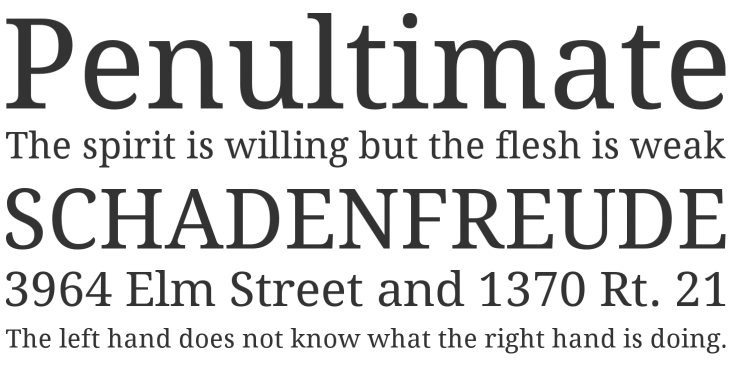 Penultimate
The spirit is willing but the flesh is weak
SCHADENFREUDE
3964 Elm Street and 1370 Rt. 21
The left hand does not know what the right hand is doing.